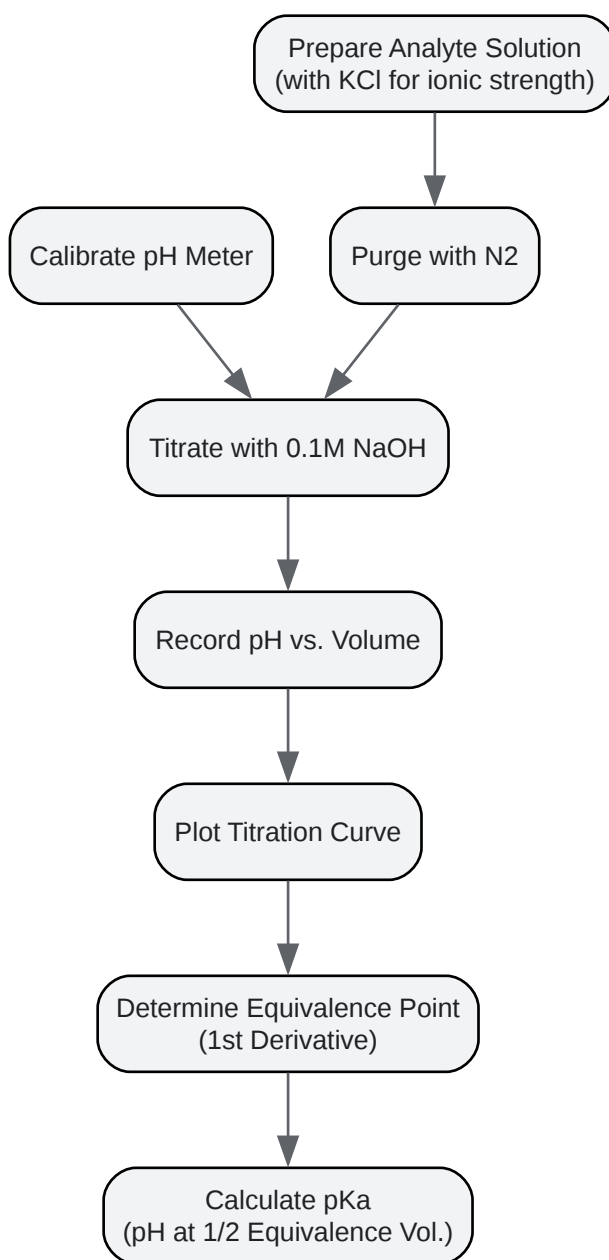 Prepare Analyte Solution
(with KCl for ionic strength)
Calibrate pH Meter
Purge with N2
Titrate with 0.1M NaOH
Record pH vs. Volume
Plot Titration Curve
Determine Equivalence Point
(1st Derivative)
Calculate pKa
(pH at 1/2 Equivalence Vol.)